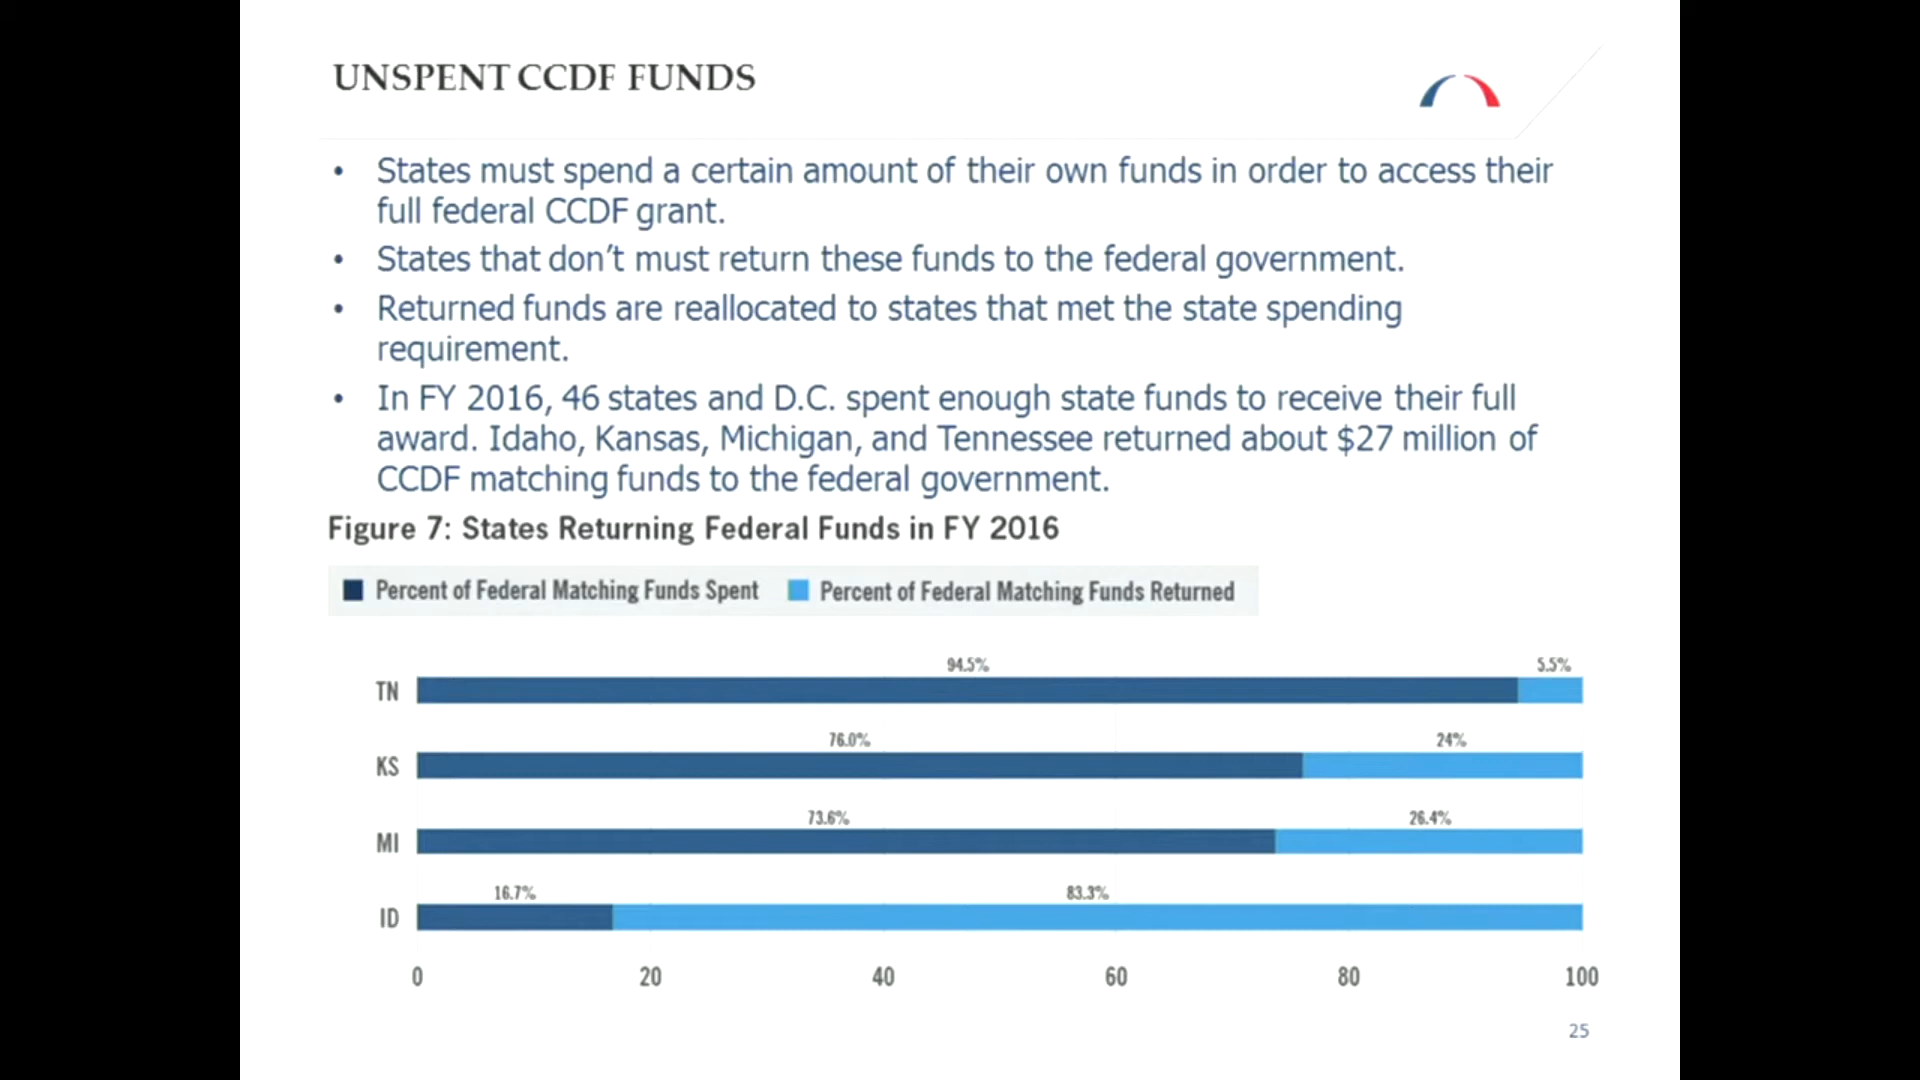 UNSPENT CCDF FUNDS
• States must spend a certain amount of their own funds in order to access their
full federal CCDF grant.
• States that don’t must return these funds to the federal government.
• Returned funds are reallocated to states that met the state spending
requirement.
• In FY 2016, 46 states and D.C. spent enough state funds to receive their full
award. Idaho, Kansas, Michigan, and Tennessee returned about $27 million of
CCDF matching funds to the federal government.
Figure 7: States Returning Federal Funds in FY 2016
Percent of Federal Matching Funds Spent Percent of Federal Matching Funds Returned
94.5% 5.5%
TN
76.0% 24%
KS
73.6% 26.4%
MI
16.7% 83.3%
ID
0 20 40 60 80 100
25